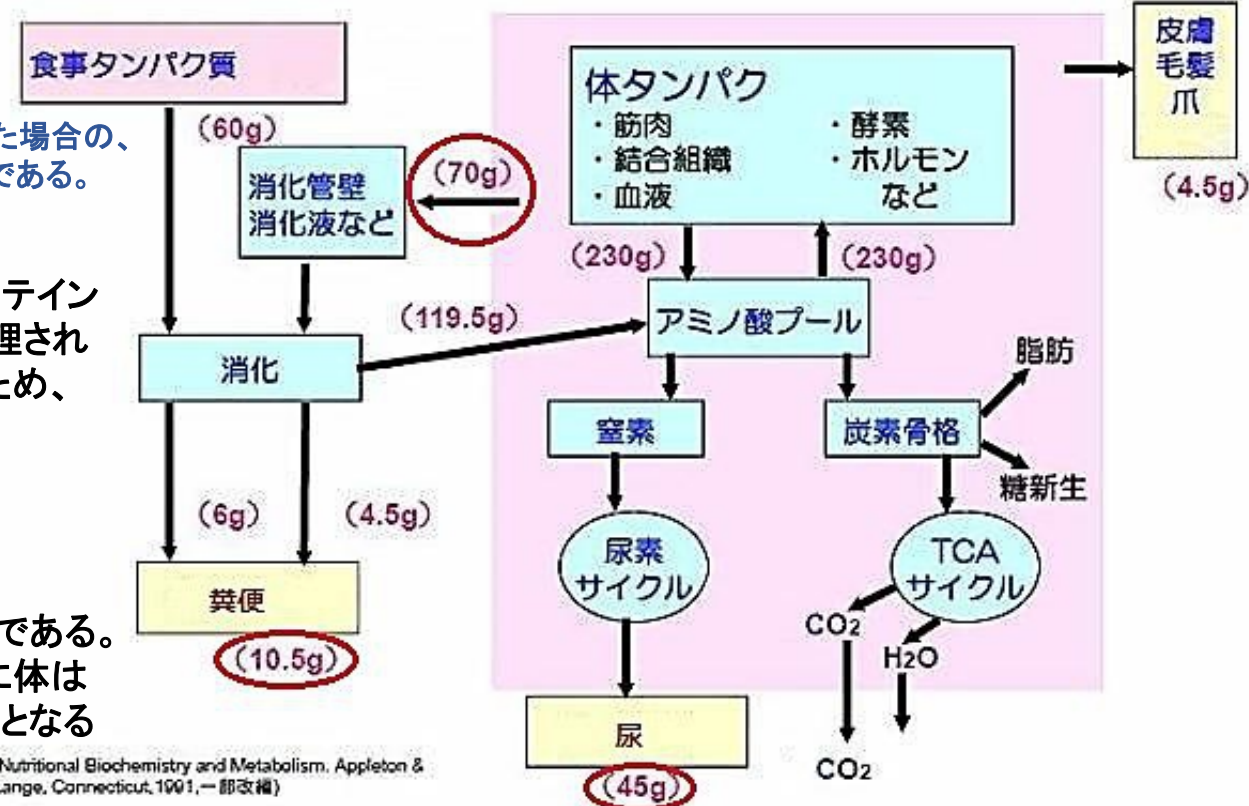 食事タンパク質
(60g)
た場合の、
である。
消化管壁
消化液など
(70g)
体タンパク
・筋肉
・結合組織
・血液
・酵素
・ホルモン
など
皮膚
毛髪
爪
(4.5g)
(230g)
(230g)
テイン
理され
ため、
(119.5g)
アミノ酸プール
消化
窒素
炭素骨格
脂肪
糖新生
(6g)
(4.5g)
尿素
サイクル
TCA
サイクル
糞便
(10.5g)
CO2
H2O
である。
に体は
となる
尿
(45g)
CO2
Nutritional Biochemistry and Metabolism. Appleton &
ange, Connecticut, 1991,一部改編)